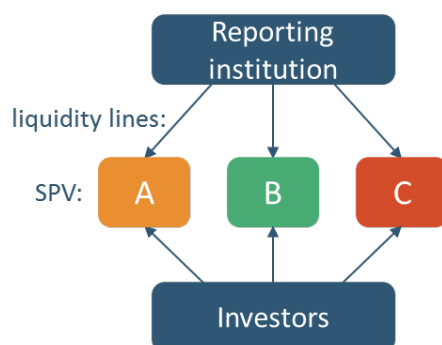 Reporting
institution
liquidity lines:
SPV:
A
B
C
Investors